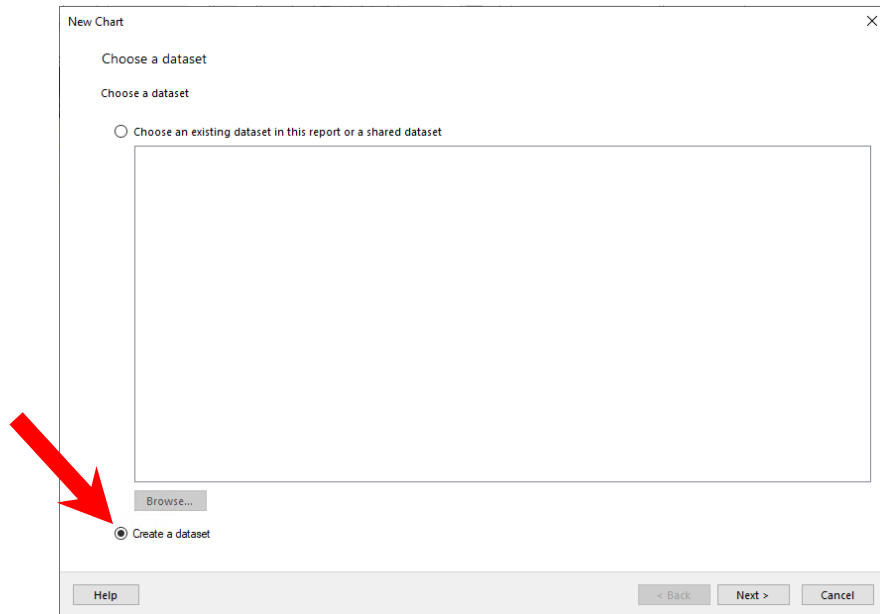 New Chart
Choose a dataset
Choose a dataset
Choose an existing dataset in this report or a shared dataset
Browse...
Create a dataset
Help < Back Next > Cancel